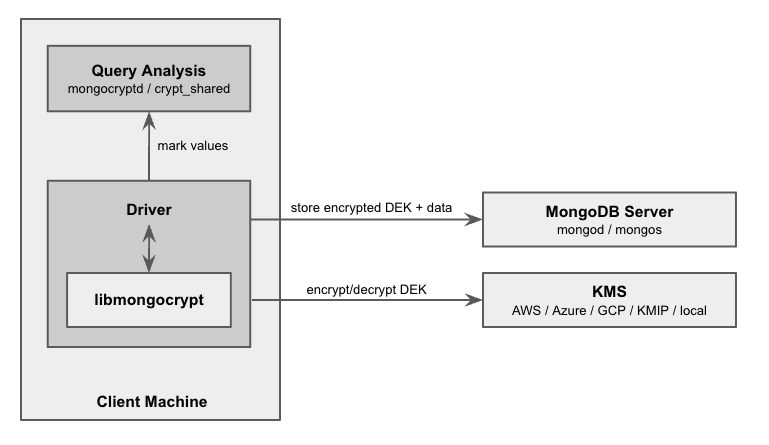 Query Analysis
mongocryptd / crypt_shared
mark values
Driver
store encrypted DEK + data
MongoDB Server
mongod / mongos
libmongocrypt
encrypt/decrypt DEK
KMS
AWS / Azure / GCP / KMIP / local
Client Machine